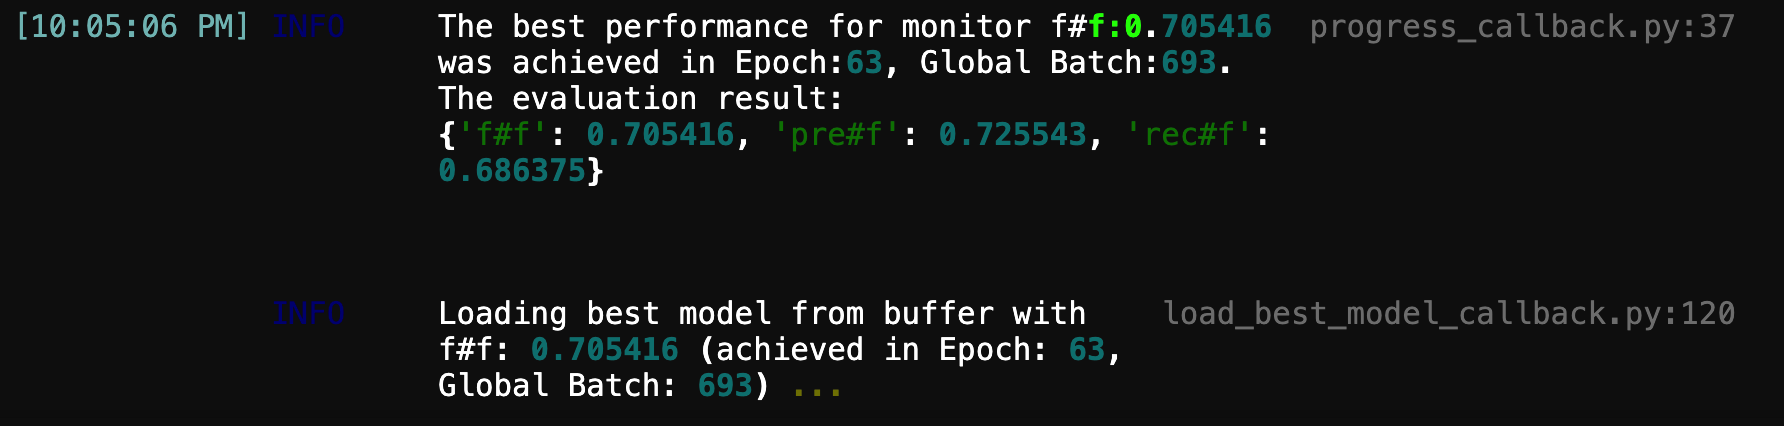 [10:05:06 PM] INFO The best performance for monitor f#f:0.705416 progress_callback.py:37
was achieved in Epoch:63, Global Batch:693.
The evaluation result:
{'f#f': 0.705416, 'pre#f': 0.725543, 'rec#f':
0.686375}
INFO Loading best model from buffer with load_best_model_callback.py:120
f#f: 0.705416 (achieved in Epoch: 63,
Global Batch: 693) ...